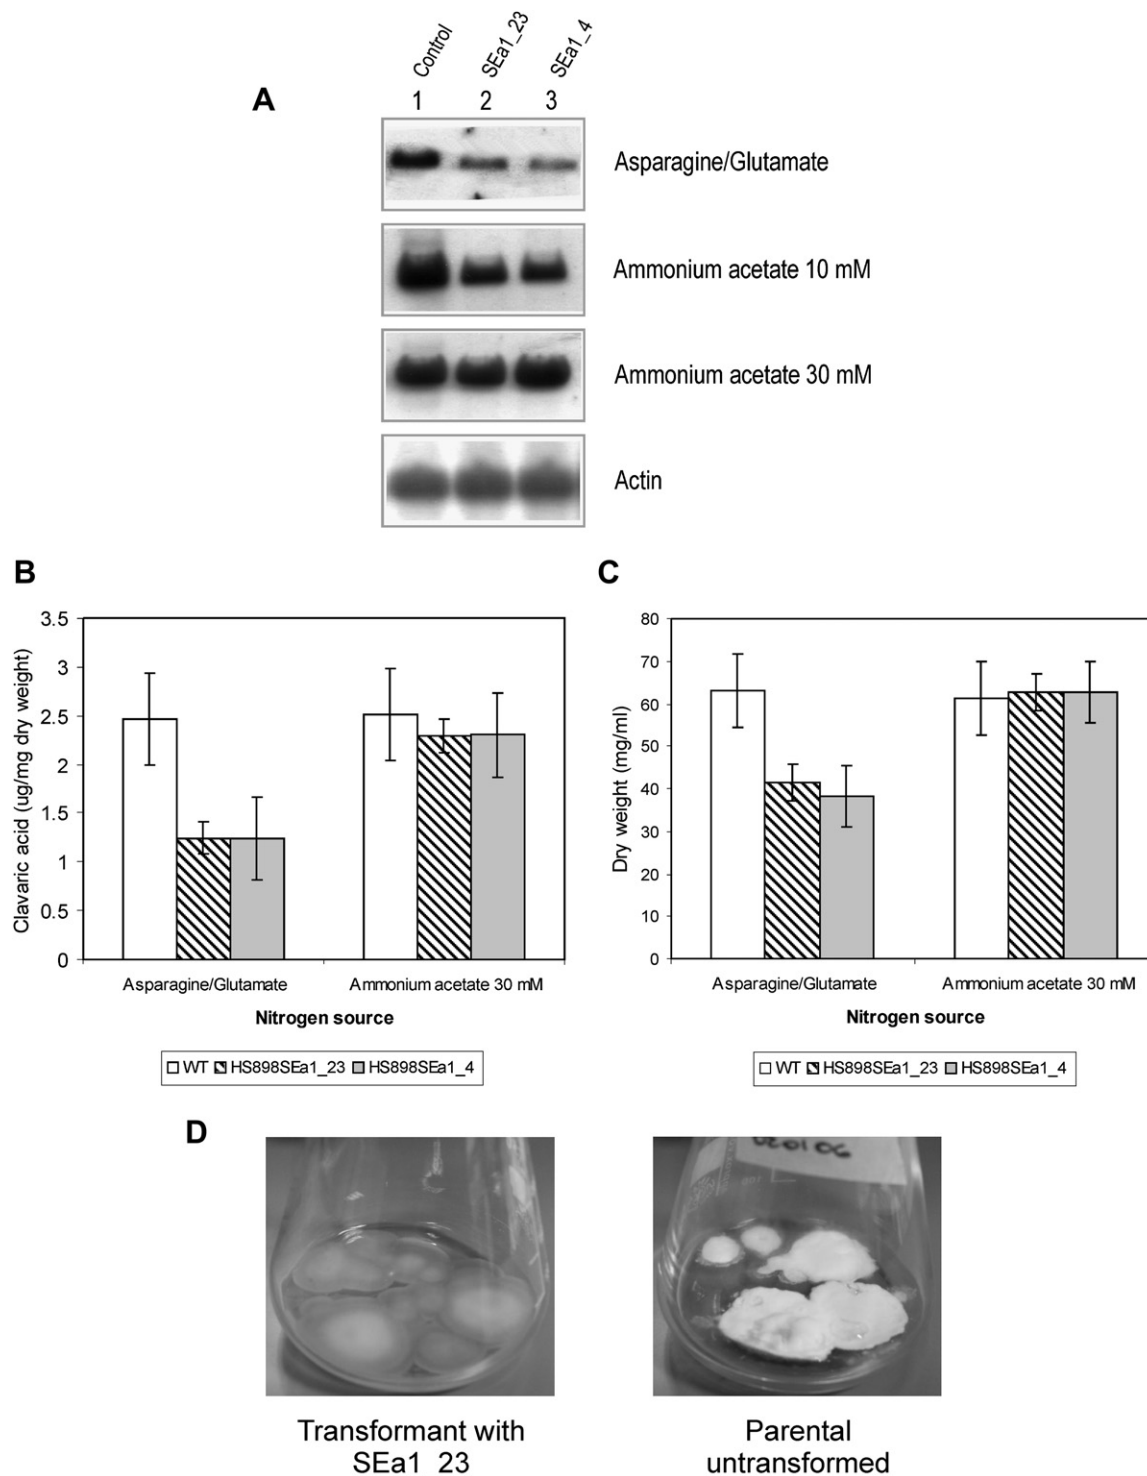 A
Control
SEa1_23
SEa1_4
1 2 3
Asparagine/Glutamate
Ammonium acetate 10 mM
Ammonium acetate 30 mM
Actin
B
3.5
3
2.5
2
1.5
1
0.5
0
Clavaric acid (ug/mg dry weight)
Asparagine/Glutamate Ammonium acetate 30 mM
Nitrogen source
WT HS898SEa1_23 HS898SEa1_4
C
80
70
60
50
40
30
20
10
0
Dry weight (mg/ml)
Asparagine/Glutamate Ammonium acetate 30 mM
Nitrogen source
WT HS898SEa1_23 HS898SEa1_4
D
Transformant with
SEa1_23
Parental
untransformed